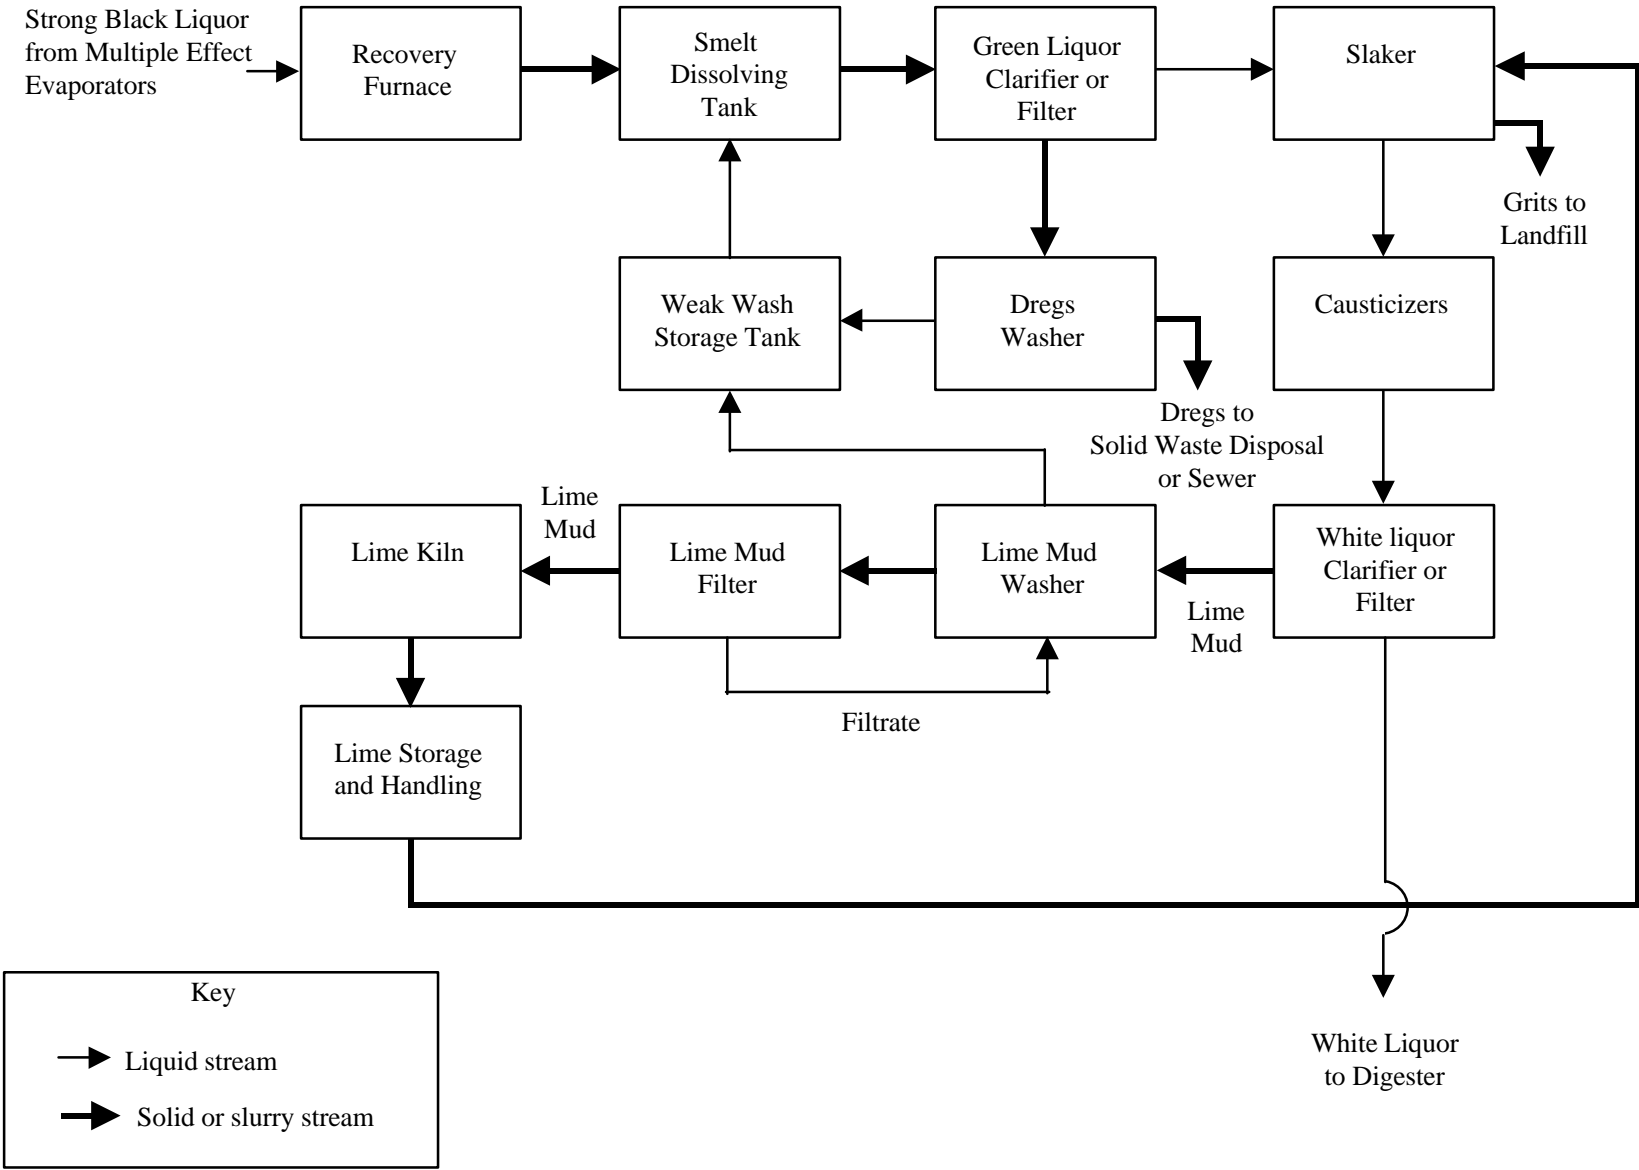 Strong Black Liquor
from Multiple Effect
Evaporators
Recovery
Furnace
Smelt
Dissolving
Tank
Green Liquor
Clarifier or
Filter
Slaker
Grits to
Landfill
Weak Wash
Storage Tank
Dregs
Washer
Causticizers
Dregs to
Solid Waste Disposal
or Sewer
Lime Kiln
Lime
Mud
Lime Mud
Filter
Lime Mud
Washer
Lime
Mud
White liquor
Clarifier or
Filter
Filtrate
Lime Storage
and Handling
Key
Liquid stream
Solid or slurry stream
White Liquor
to Digester